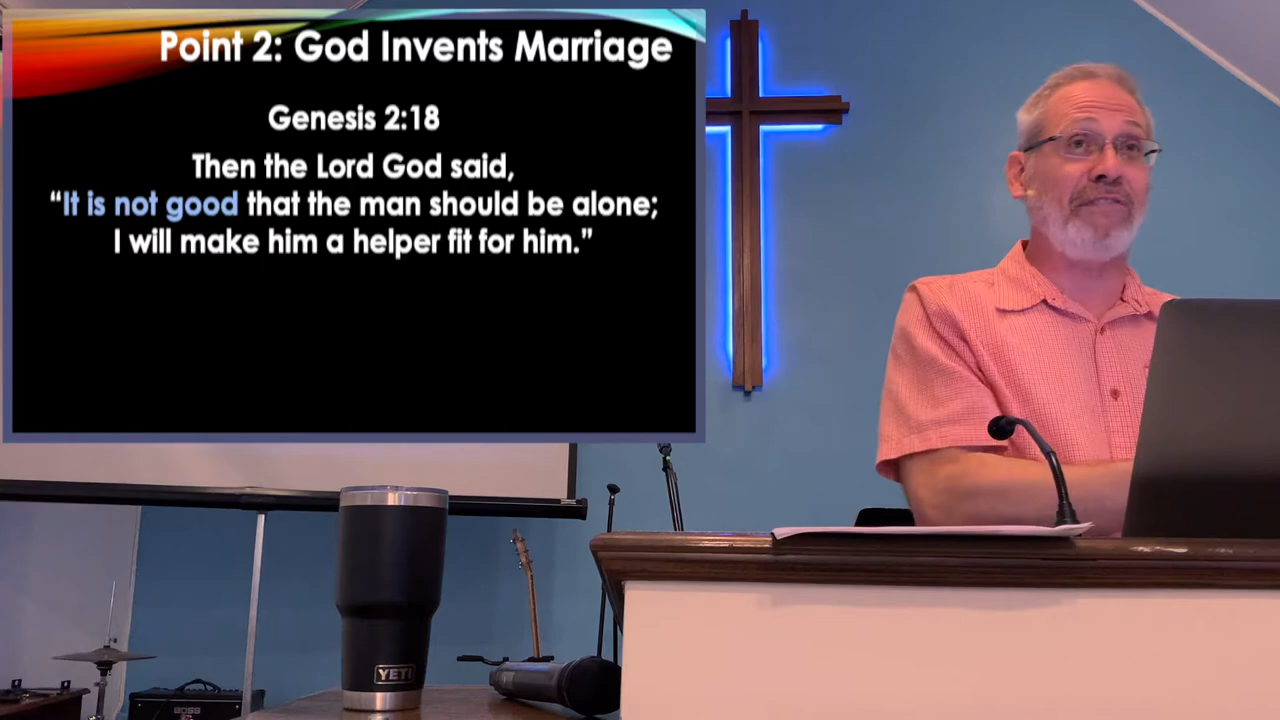 Point 2: God Invents Marriage
Genesis 2:18
Then the Lord God said,
“It is not good that the man should be alone;
I will make him a helper fit for him.”
YETI
BOSS